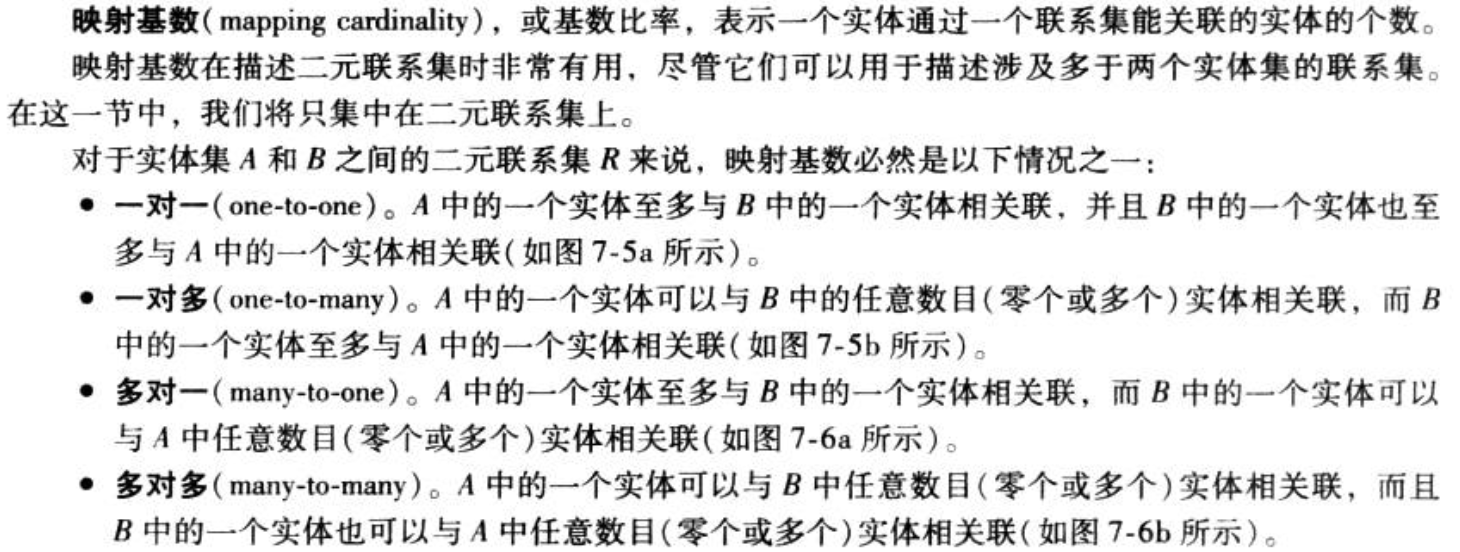 映射基数(mapping cardinality)，或基数比率，表示一个实体通过一个联系集能关联的实体的个数。
映射基数在描述二元联系集时非常有用，尽管它们可以用于描述涉及多于两个实体集的联系集。
在这一节中，我们将只集中在二元联系集上。
对于实体集 A 和 B 之间的二元联系集 R 来说，映射基数必然是以下情况之一：
● 一对一(one-to-one)。A 中的一个实体至多与 B 中的一个实体相关联，并且 B 中的一个实体也至
多与 A 中的一个实体相关联(如图 7-5a 所示)。
● 一对多(one-to-many)。A 中的一个实体可以与 B 中的任意数目(零个或多个)实体相关联，而 B
中的一个实体至多与 A 中的一个实体相关联(如图 7-5b 所示)。
● 多对一(many-to-one)。A 中的一个实体至多与 B 中的一个实体相关联，而 B 中的一个实体可以
与 A 中任意数目(零个或多个)实体相关联(如图 7-6a 所示)。
● 多对多(many-to-many)。A 中的一个实体可以与 B 中任意数目(零个或多个)实体相关联，而且
B 中的一个实体也可以与 A 中任意数目(零个或多个)实体相关联(如图 7-6b 所示)。